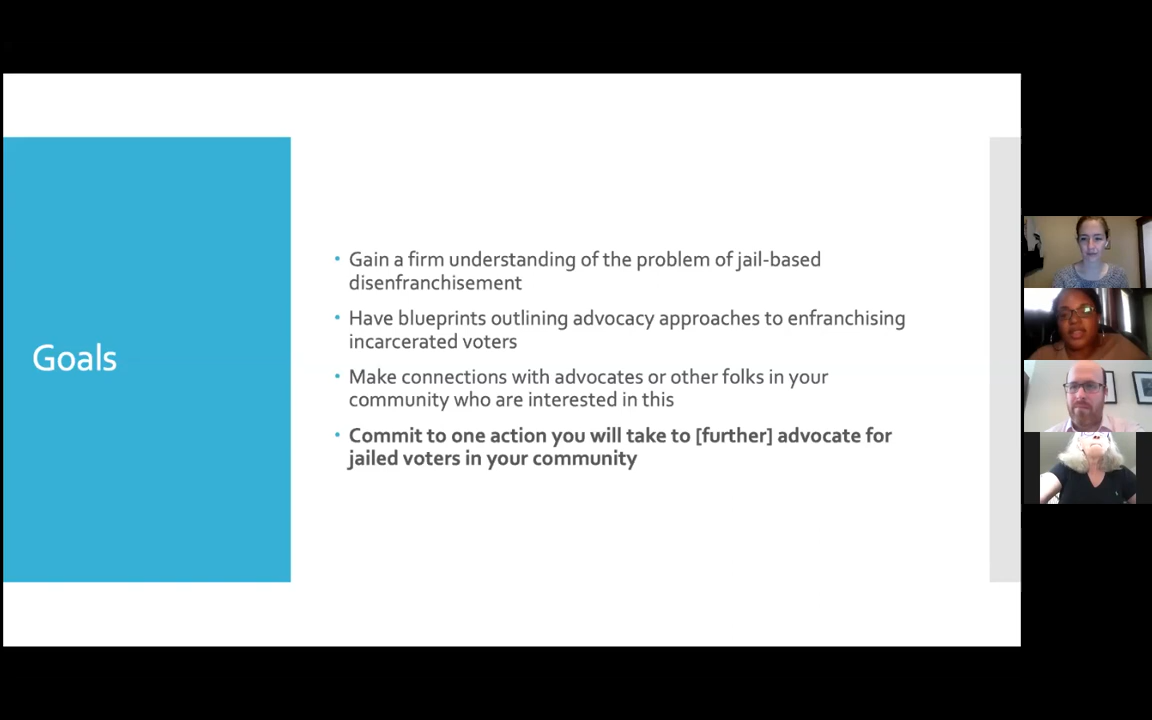 Goals
Gain a firm understanding of the problem of jail-based
disenfranchisement
Have blueprints outlining advocacy approaches to enfranchising
incarcerated voters
Make connections with advocates or other folks in your
community who are interested in this
Commit to one action you will take to [further] advocate for
jailed voters in your community